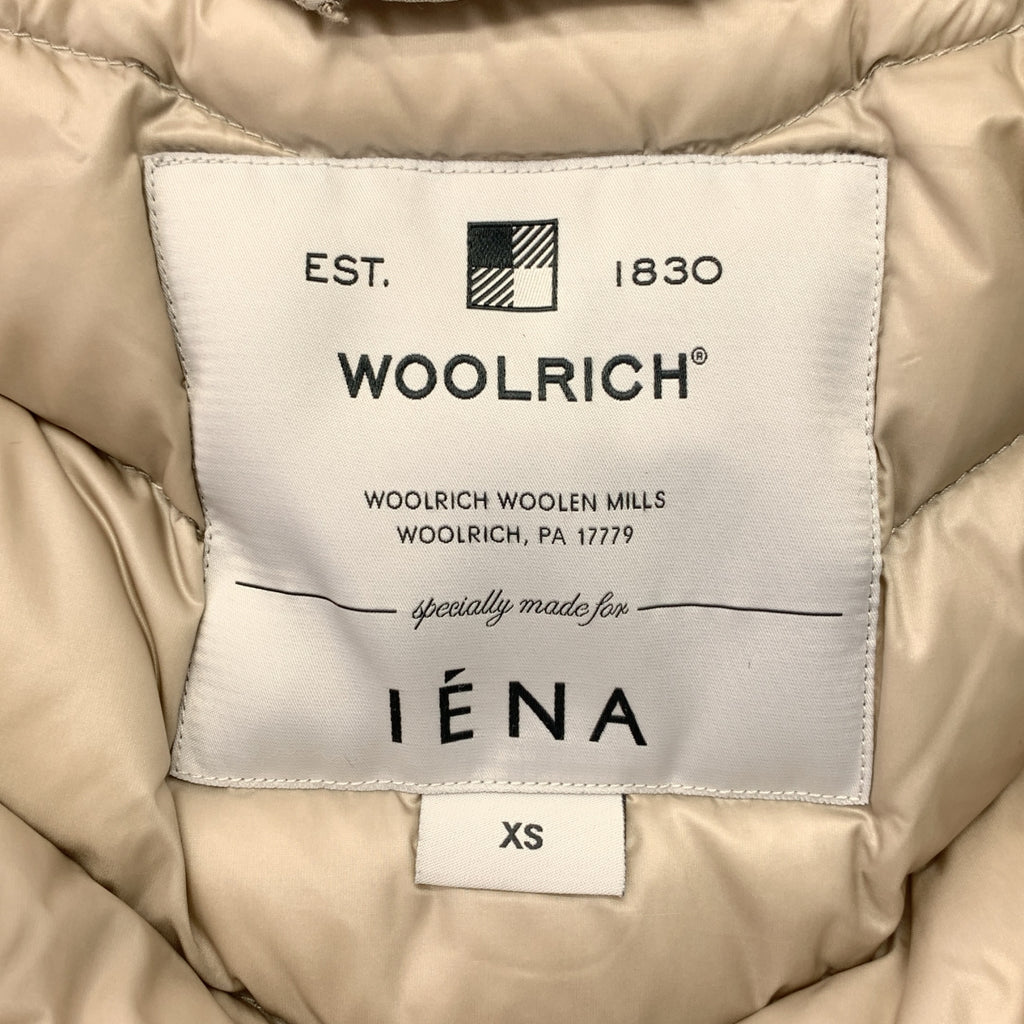 EST. 1830
WOOLRICH®
WOOLRICH WOOLEN MILLS
WOOLRICH, PA 17779
specially made for
IÉNA
XS